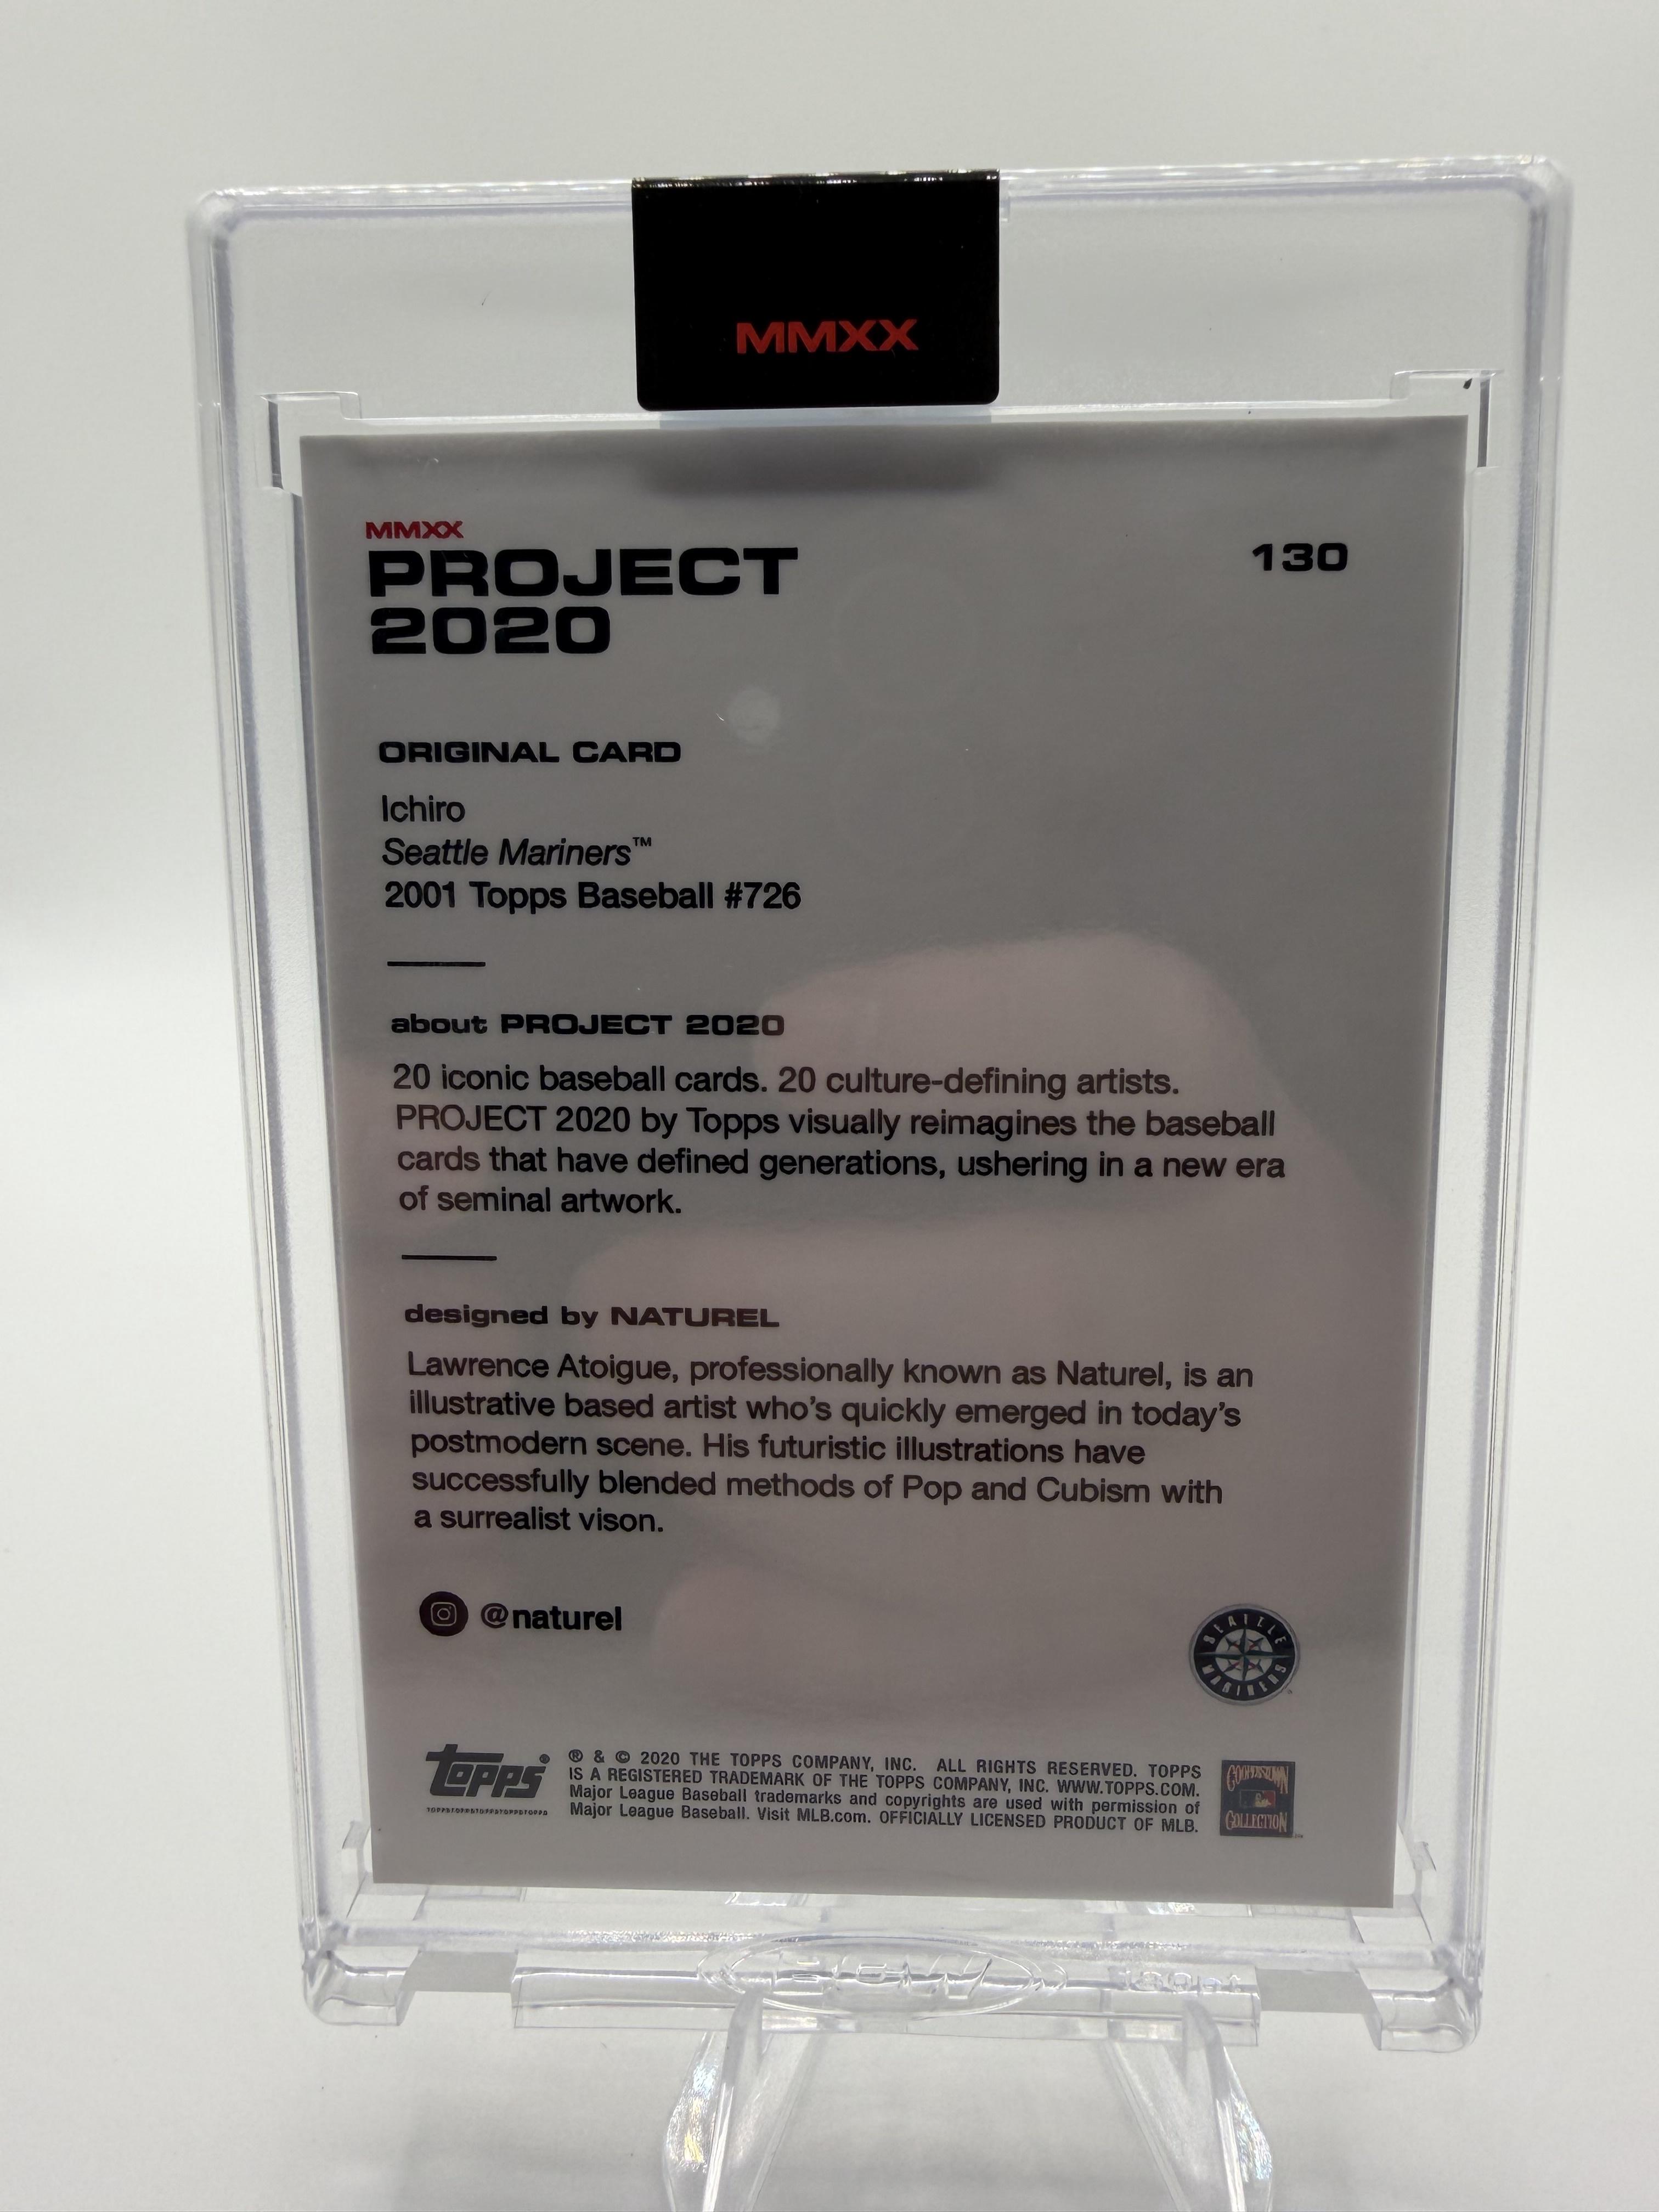 MMXX
MMXX
PROJECT
2020
130
ORIGINAL CARD
Ichiro
Seattle Mariners™
2001 Topps Baseball #726
about PROJECT 2020
20 iconic baseball cards. 20 culture-defining artists.
PROJECT 2020 by Topps visually reimagines the baseball
cards that have defined generations, ushering in a new era
of seminal artwork.
designed by NATUREL
Lawrence Atoigue, professionally known as Naturel, is an
illustrative based artist who's quickly emerged in today's
postmodern scene. His futuristic illustrations have
successfully blended methods of Pop and Cubism with
a surrealist vison.
@naturel
SEATTLE
MARINERS
topps®
TOPPSTOPPSTOPPSTOPPSTOPPS
® & © 2020 THE TOPPS COMPANY, INC. ALL RIGHTS RESERVED. TOPPS
IS A REGISTERED TRADEMARK OF THE TOPPS COMPANY, INC. WWW.TOPPS.COM.
Major League Baseball trademarks and copyrights are used with permission of
Major League Baseball. Visit MLB.com. OFFICIALLY LICENSED PRODUCT OF MLB.
COOPERSTOWN
COLLECTION